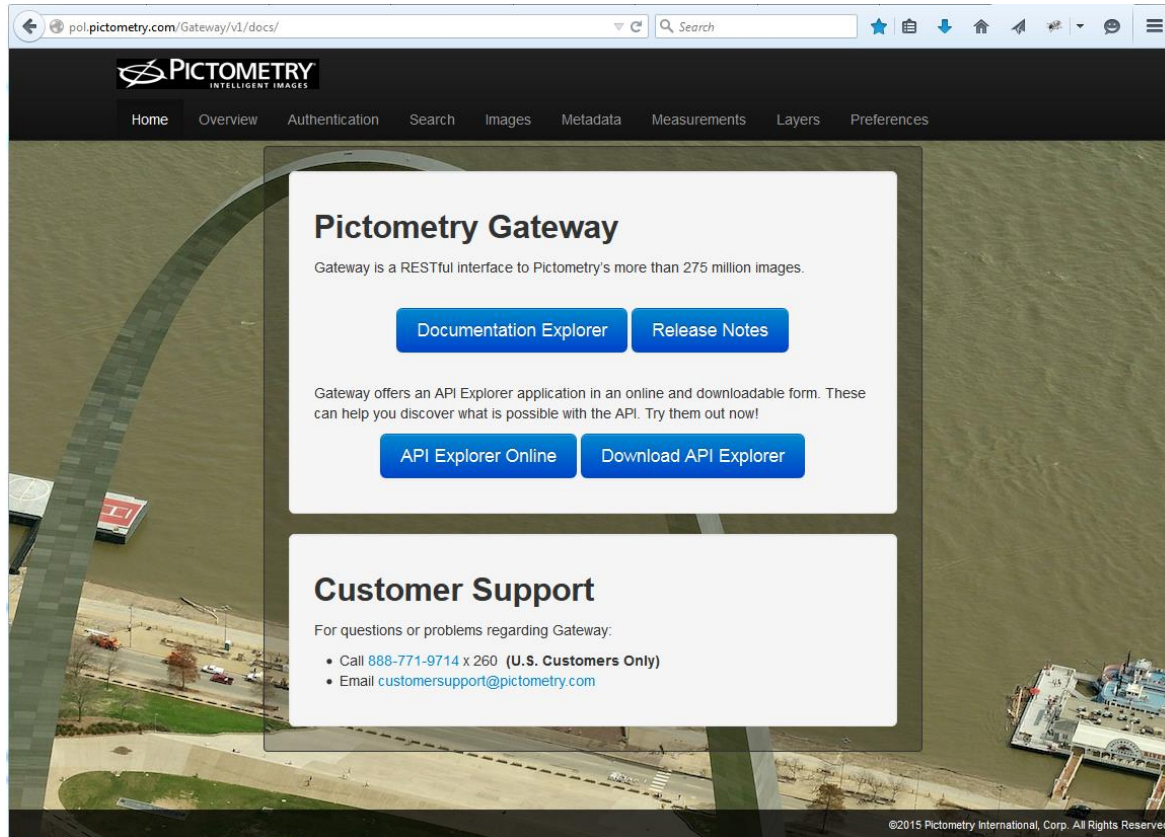 pol.pictometry.com/Gateway/v1/docs/
Search
PICTOMETRY
INTELLIGENT IMAGES
Home Overview Authentication Search Images Metadata Measurements Layers Preferences
Pictometry Gateway
Gateway is a RESTful interface to Pictometry's more than 275 million images.
Documentation Explorer Release Notes
Gateway offers an API Explorer application in an online and downloadable form. These
can help you discover what is possible with the API. Try them out now!
API Explorer Online Download API Explorer
Customer Support
For questions or problems regarding Gateway:
• Call 888-771-9714 x 260 (U.S. Customers Only)
• Email customersupport@pictometry.com
©2015 Pictometry International, Corp. All Rights Reserved